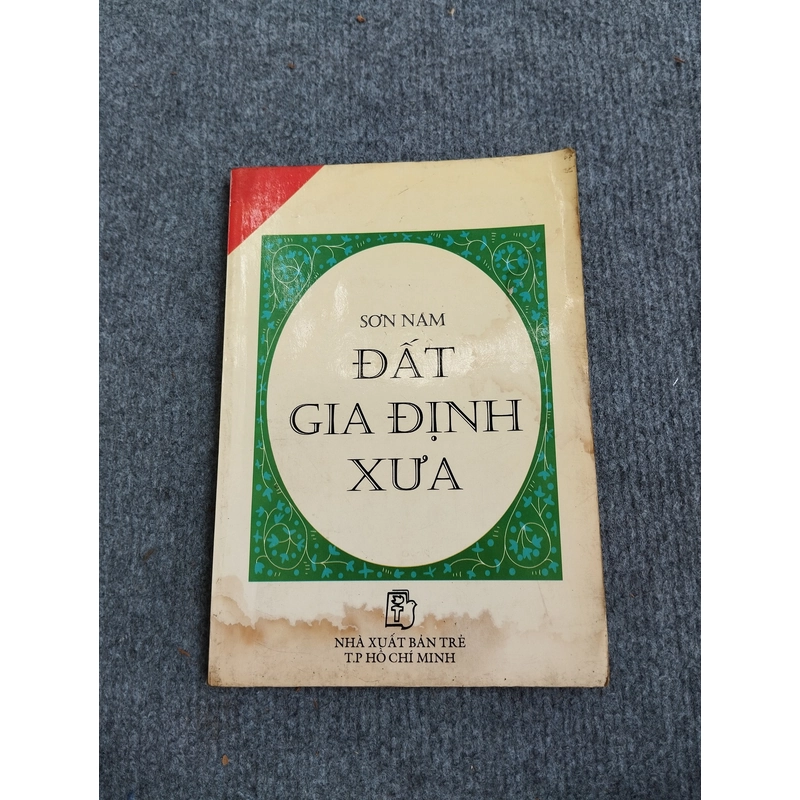 SƠN NAM
ĐẤT
GIA ĐỊNH
XƯA
NHÀ XUẤT BẢN TRẺ
T.P HỒ CHÍ MINH